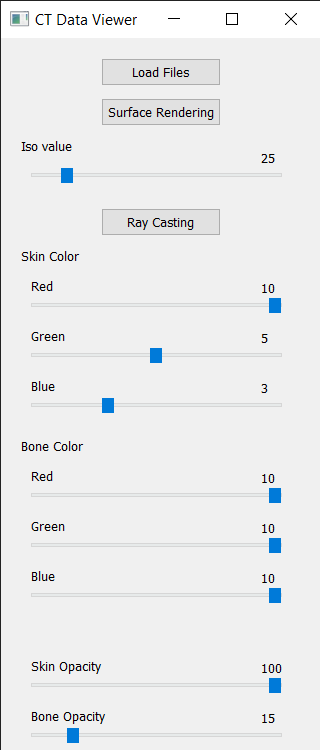 CT Data Viewer
Load Files
Surface Rendering
Iso value
25
Ray Casting
Skin Color
Red 10
Green 5
Blue 3
Bone Color
Red 10
Green 10
Blue 10
Skin Opacity 100
Bone Opacity 15